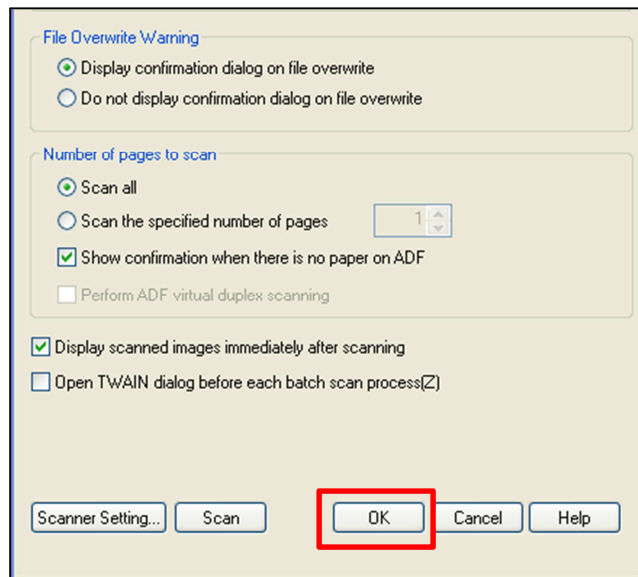 File Overwrite Warning
Display confirmation dialog on file overwrite
Do not display confirmation dialog on file overwrite
Number of pages to scan
Scan all
Scan the specified number of pages 1
Show confirmation when there is no paper on ADF
Perform ADF virtual duplex scanning
Display scanned images immediately after scanning
Open TWAIN dialog before each batch scan process(Z)
Scanner Setting... Scan OK Cancel Help